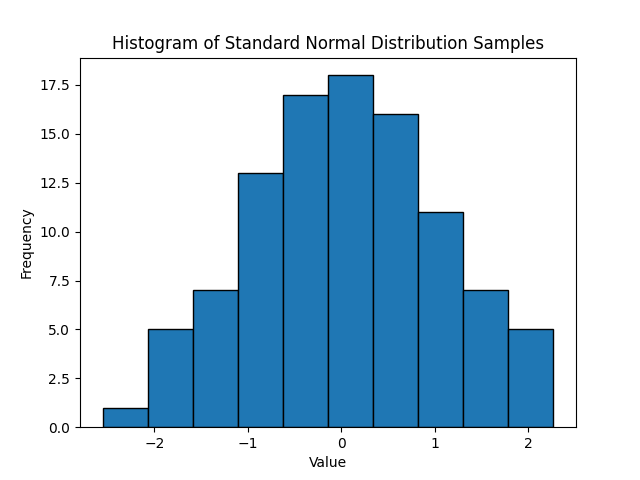 Histogram of Standard Normal Distribution Samples
17.5
15.0
12.5
10.0
7.5
5.0
2.5
0.0
Frequency
−2 −1 0 1 2
Value